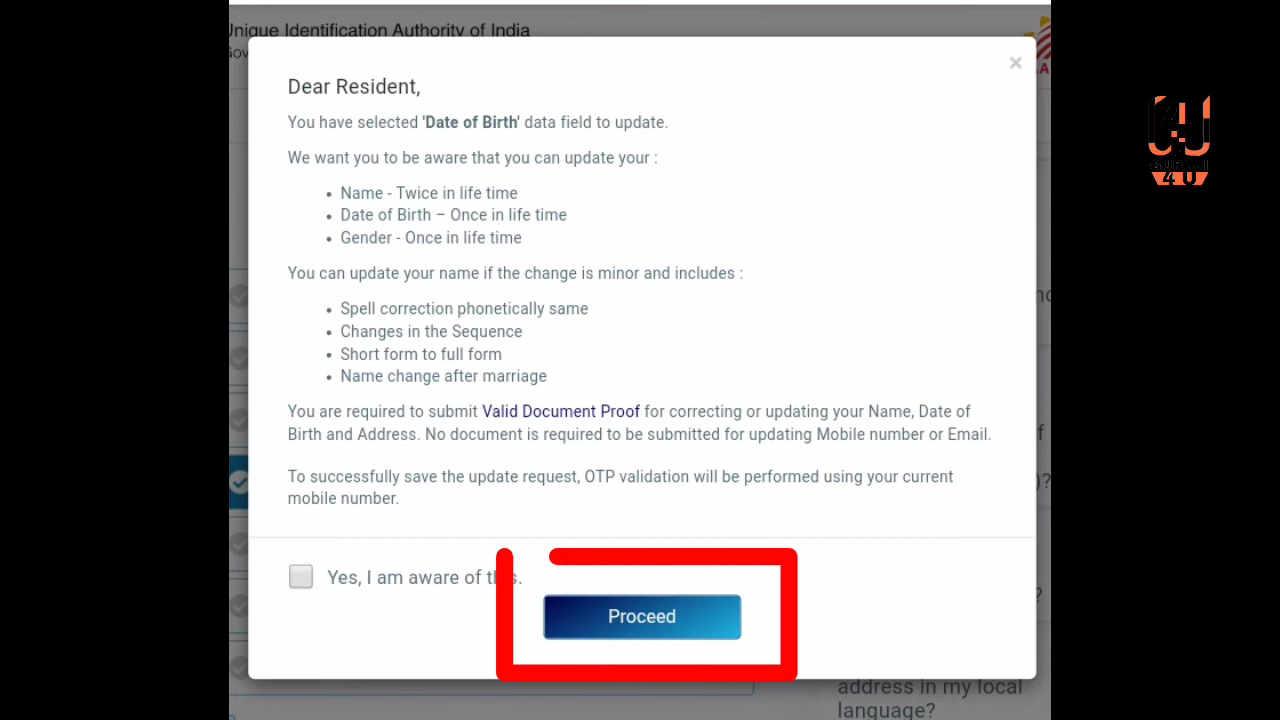 Unique Identification Authority of India
Gov
×
Dear Resident,
You have selected 'Date of Birth' data field to update.
We want you to be aware that you can update your :
• Name - Twice in life time
• Date of Birth – Once in life time
• Gender - Once in life time
You can update your name if the change is minor and includes :
• Spell correction phonetically same
• Changes in the Sequence
• Short form to full form
• Name change after marriage
You are required to submit Valid Document Proof for correcting or updating your Name, Date of
Birth and Address. No document is required to be submitted for updating Mobile number or Email.
To successfully save the update request, OTP validation will be performed using your current
mobile number.
Yes, I am aware of this.
Proceed
address in my local
language?
4U